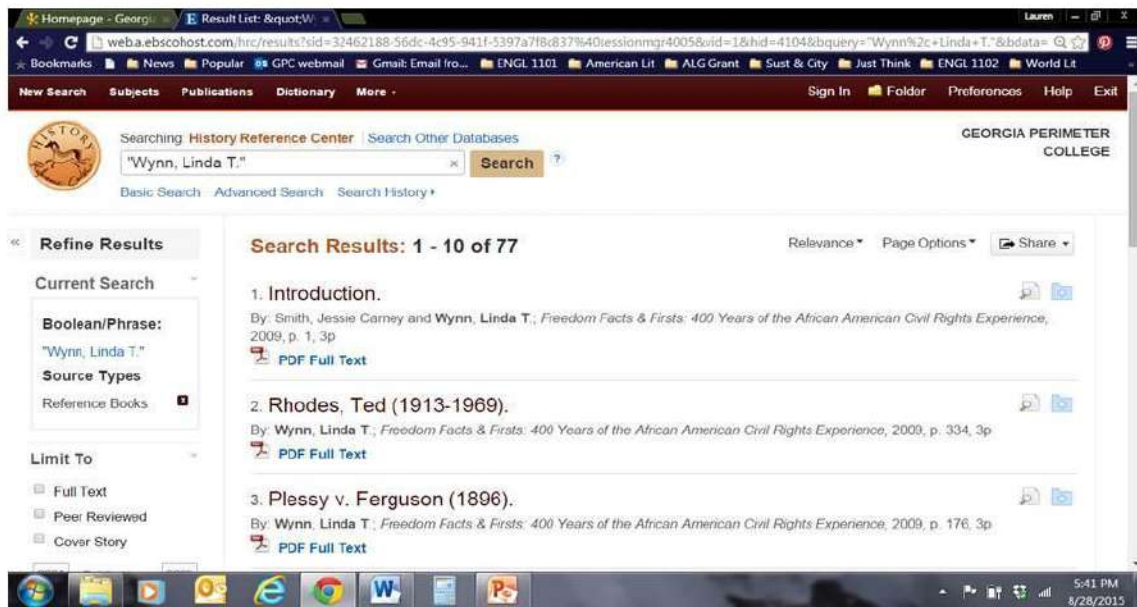 Homepage - Georgi
Result List: &quot;W
Lauren
web.a.ebscohost.com/hrc/results?sid=32462188-56dc-4c95-941f-5397a7f8c837%40sessionmgr4005&vid=1&hid=4104&bquery="Wynn%2c+Linda+T."&bdata=
Bookmarks News Popular GPC webmail Gmail: Email fro... ENGL 1101 American Lit ALG Grant Sust & City Just Think ENGL 1102 World Lit
New Search Subjects Publications Dictionary More Sign In Folder Preferences Help Exit
HISTORY
Searching: History Reference Center Search Other Databases
"Wynn, Linda T." × Search ?
Basic Search Advanced Search Search History
GEORGIA PERIMETER
COLLEGE
« Refine Results
Current Search
Boolean/Phrase:
"Wynn, Linda T."
Source Types
Reference Books
Limit To
Full Text
Peer Reviewed
Cover Story
Search Results: 1 - 10 of 77
Relevance Page Options Share
1. Introduction.
By: Smith, Jessie Carney and Wynn, Linda T.; Freedom Facts & Firsts: 400 Years of the African American Civil Rights Experience,
2009, p. 1, 3p
PDF Full Text
2. Rhodes, Ted (1913-1969).
By: Wynn, Linda T.; Freedom Facts & Firsts: 400 Years of the African American Civil Rights Experience, 2009, p. 334, 3p
PDF Full Text
3. Plessy v. Ferguson (1896).
By: Wynn, Linda T.; Freedom Facts & Firsts: 400 Years of the African American Civil Rights Experience, 2009, p. 176, 3p
PDF Full Text
5:41 PM
8/28/2015